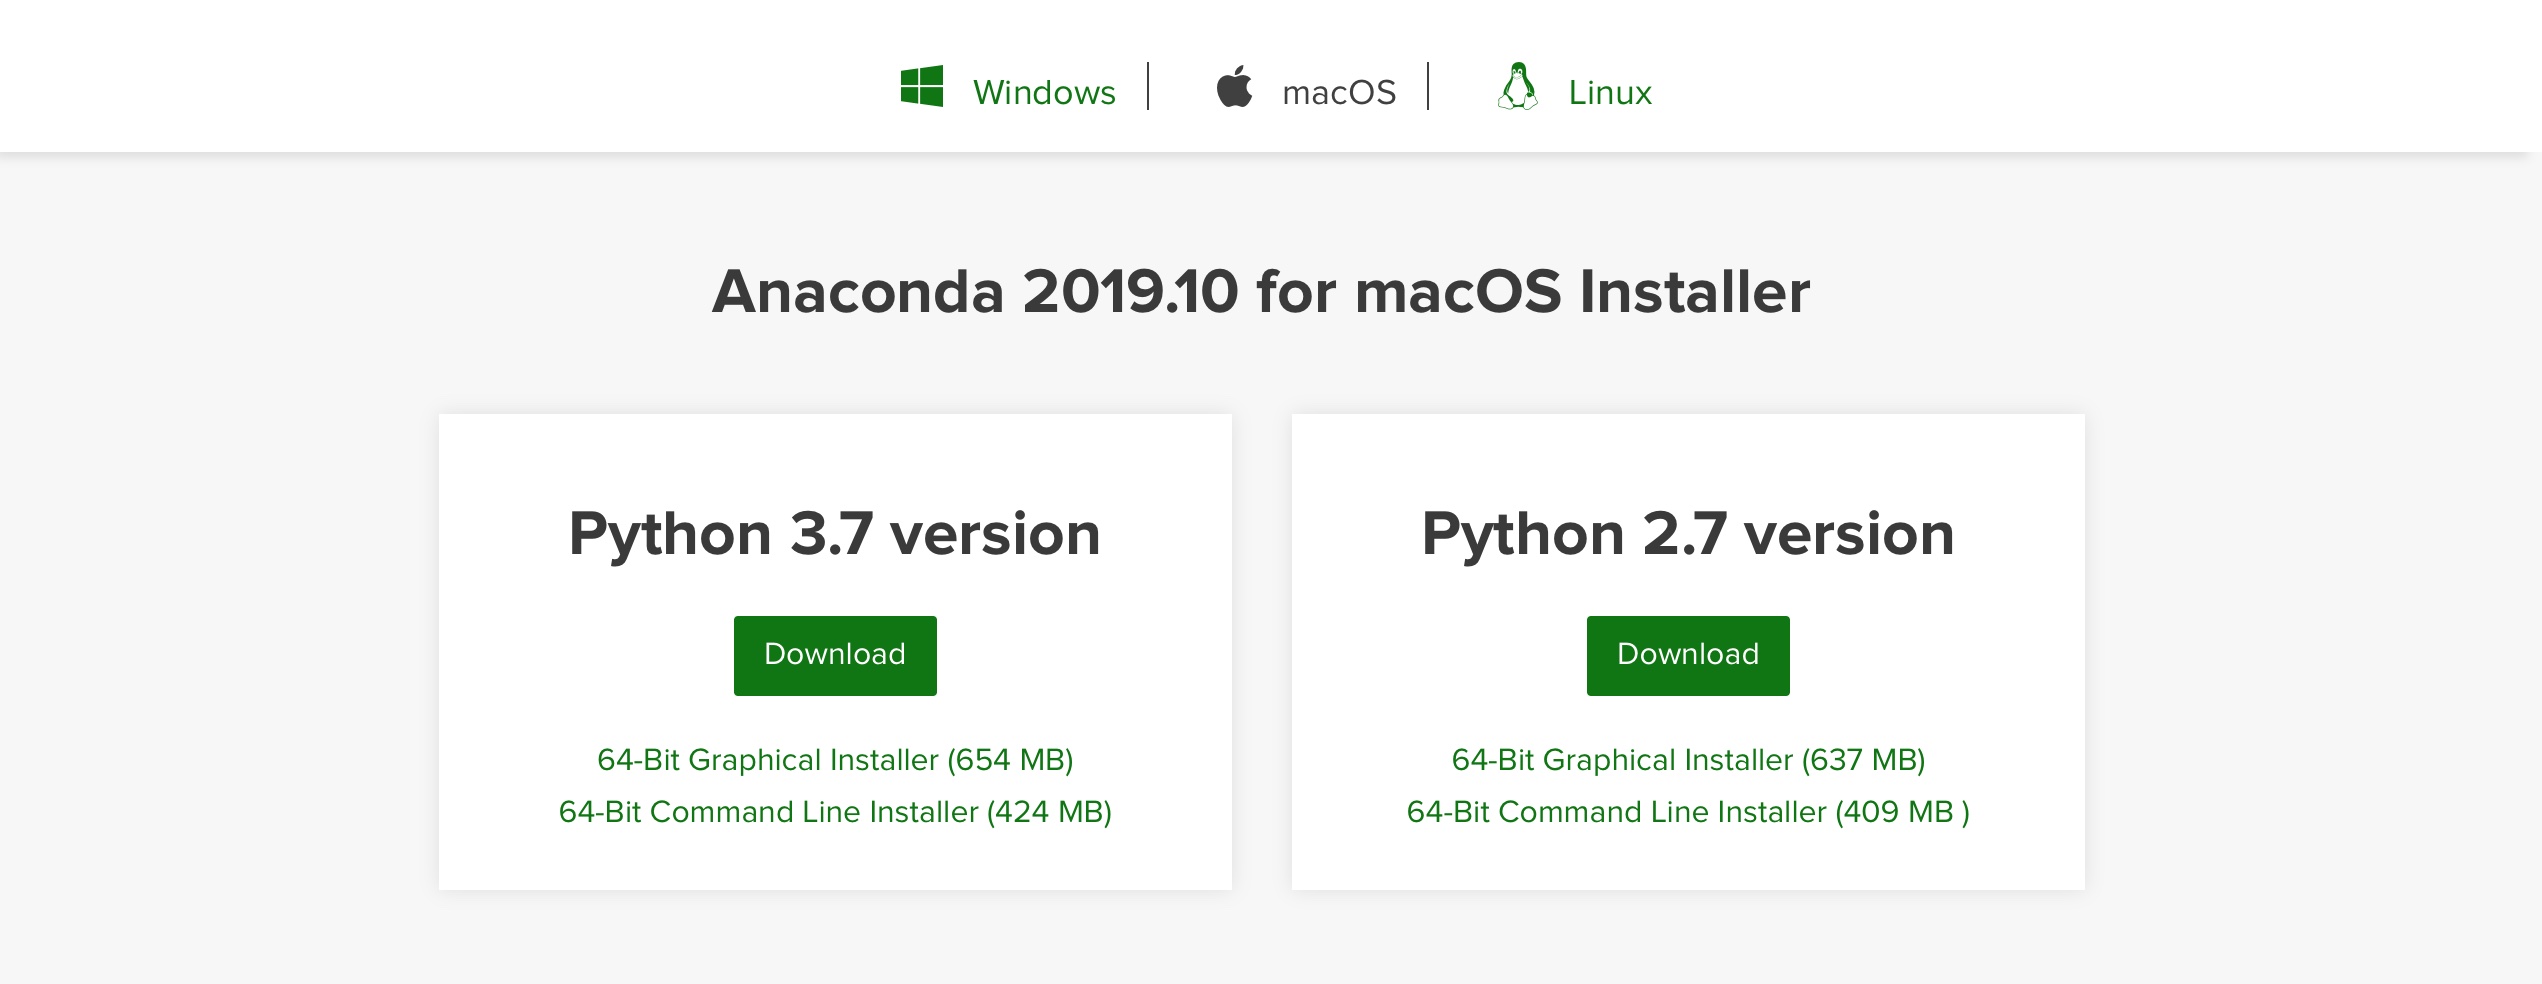 Windows macOS Linux
Anaconda 2019.10 for macOS Installer
Python 3.7 version
Download
64-Bit Graphical Installer (654 MB)
64-Bit Command Line Installer (424 MB)
Python 2.7 version
Download
64-Bit Graphical Installer (637 MB)
64-Bit Command Line Installer (409 MB )